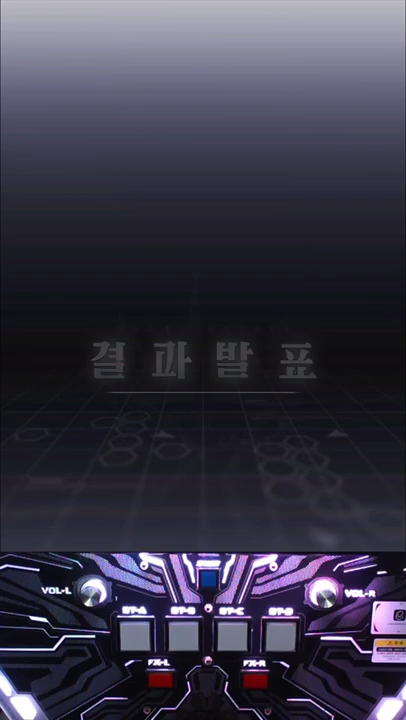 결과발표
VOL-L
VOL-R
BT-A BT-B BT-C BT-D
FX-L FX-R